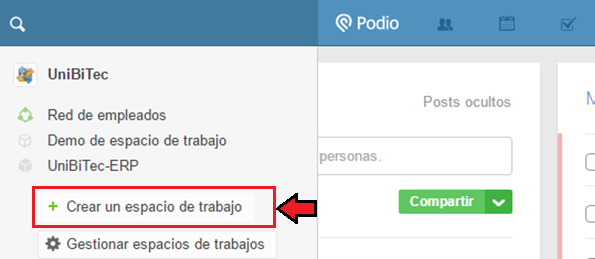 Podio
UniBiTec
Red de empleados
Demo de espacio de trabajo
UniBiTec-ERP
+ Crear un espacio de trabajo
Gestionar espacios de trabajos
Posts ocultos
personas.
Compartir
M